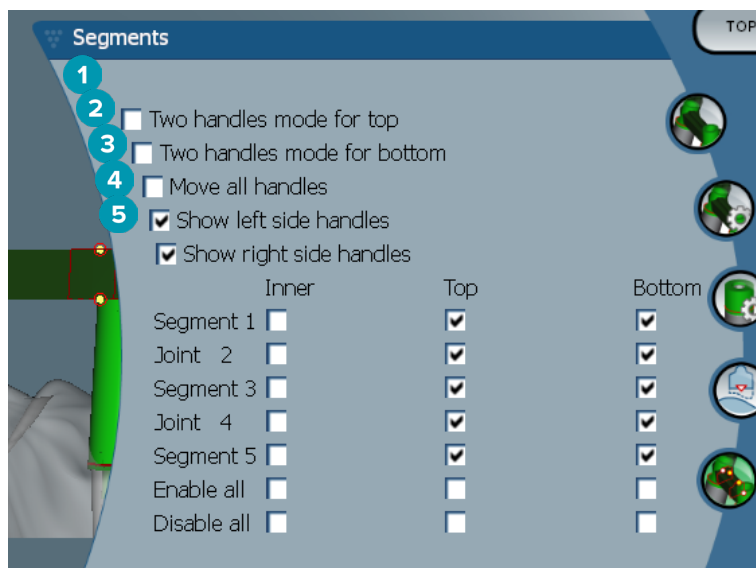 Segments
TOP
1
2
Two handles mode for top
3
Two handles mode for bottom
4
Move all handles
5
Show left side handles
Show right side handles
Inner Top Bottom
Segment 1
Joint 2
Segment 3
Joint 4
Segment 5
Enable all
Disable all